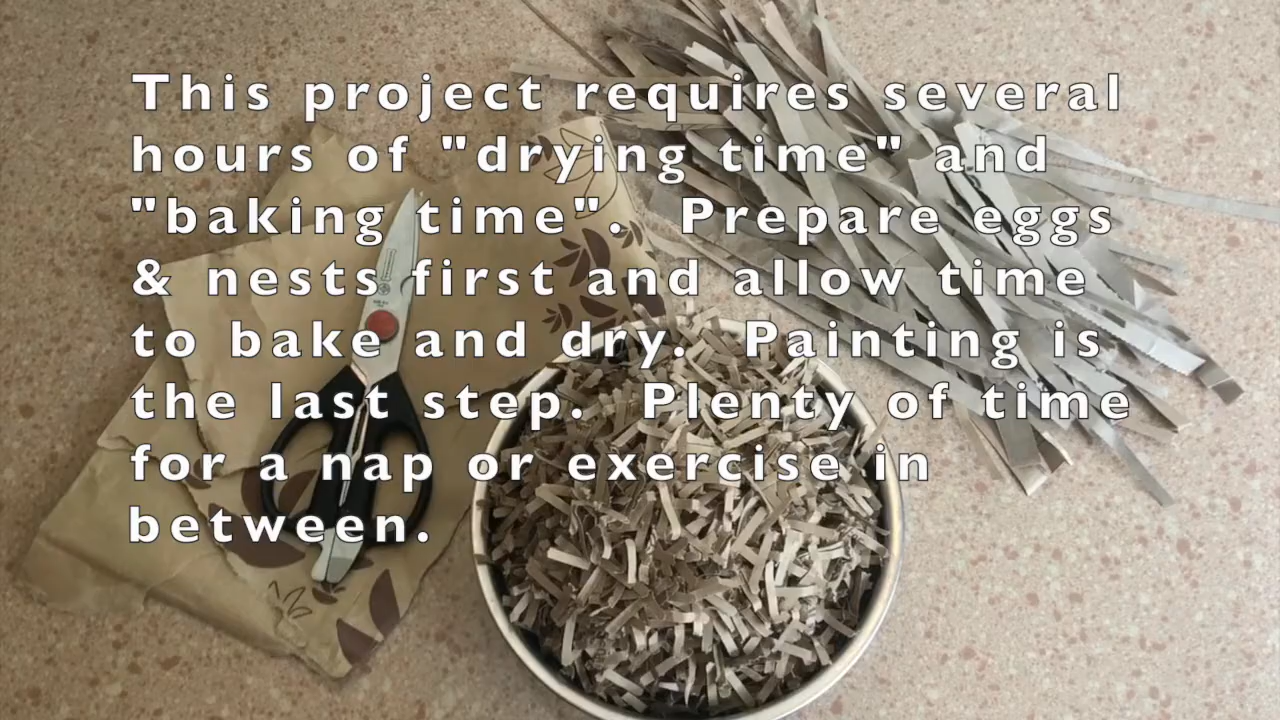 This project requires several
hours of "drying time" and
"baking time".  Prepare eggs
& nests first and allow time
to bake and dry.  Painting is
the last step.  Plenty of time
for a nap or exercise in
between.